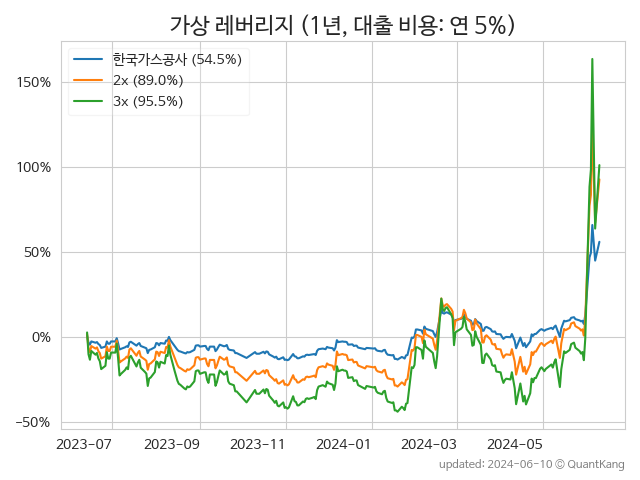 가상 레버리지 (1년, 대출 비용: 연 5%)
한국가스공사 (54.5%)
2x (89.0%)
3x (95.5%)
150%
100%
50%
0%
−50%
2023-07 2023-09 2023-11 2024-01 2024-03 2024-05
updated: 2024-06-10 © QuantKang